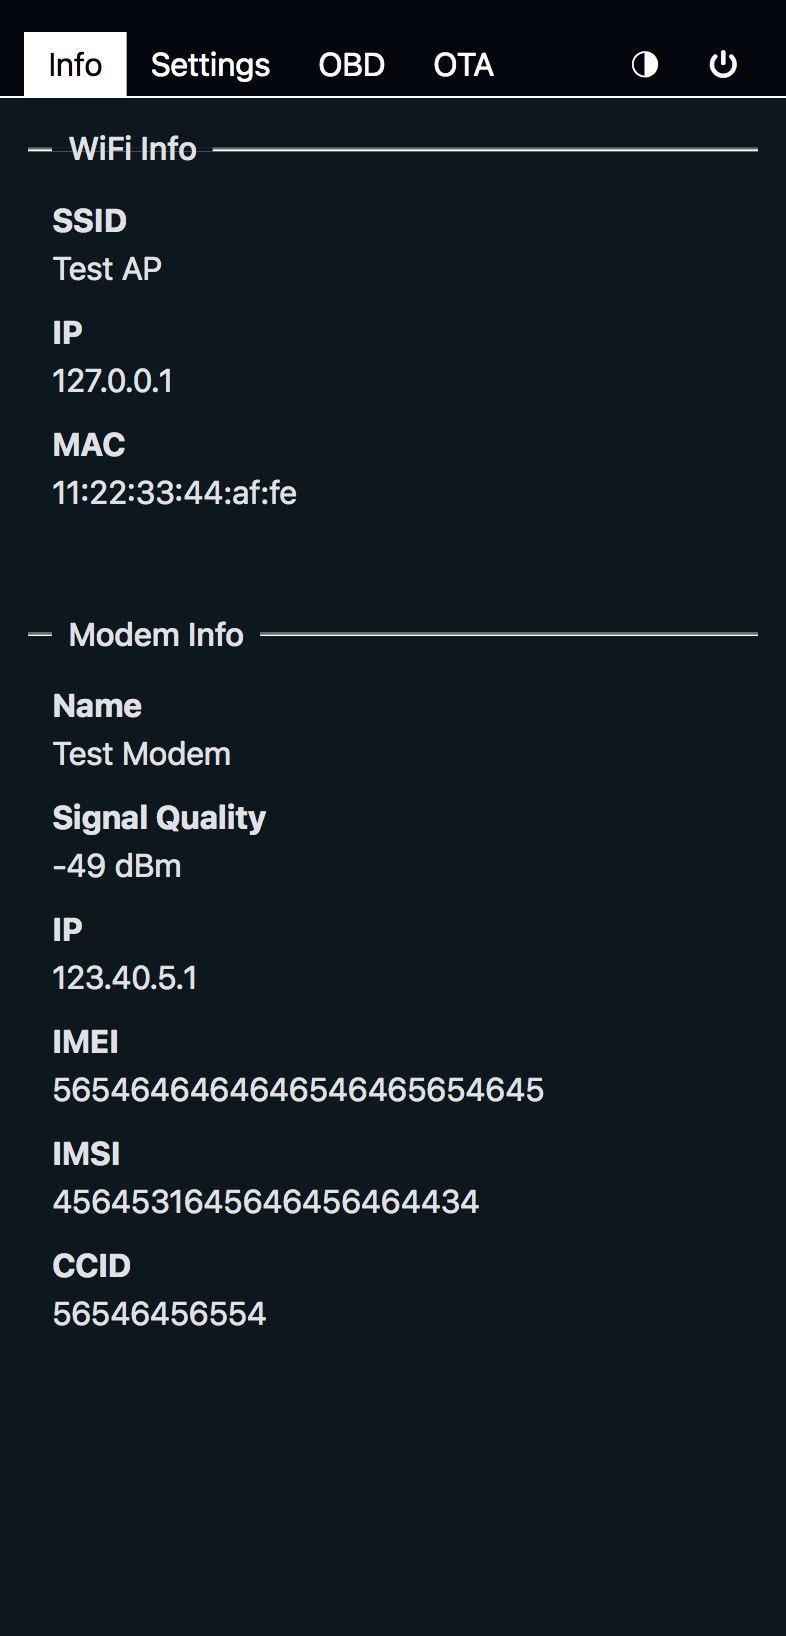 Info Settings OBD OTA
WiFi Info
SSID
Test AP
IP
127.0.0.1
MAC
11:22:33:44:af:fe
Modem Info
Name
Test Modem
Signal Quality
-49 dBm
IP
123.40.5.1
IMEI
5654646464646546465654645
IMSI
4564531645646456464434
CCID
56546456554